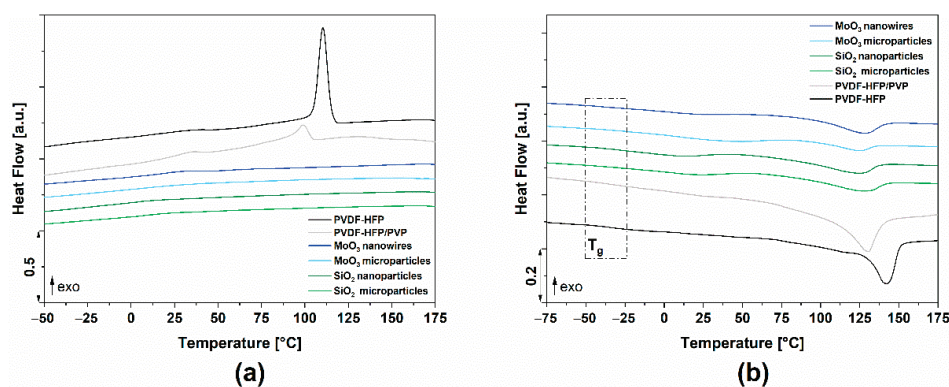 Heat Flow [a.u.]
0.5
exo
PVDF-HFP
PVDF-HFP/PVP
MoO₃ nanowires
MoO₃ microparticles
SiO₂ nanoparticles
SiO₂ microparticles
−50 −25 0 25 50 75 100 125 150 175
Temperature [°C]
(a)
MoO₃ nanowires
MoO₃ microparticles
SiO₂ nanoparticles
SiO₂ microparticles
PVDF-HFP/PVP
PVDF-HFP
Heat Flow [a.u.]
Tg
0.2
exo
−75 −50 −25 0 25 50 75 100 125 150 175
Temperature [°C]
(b)